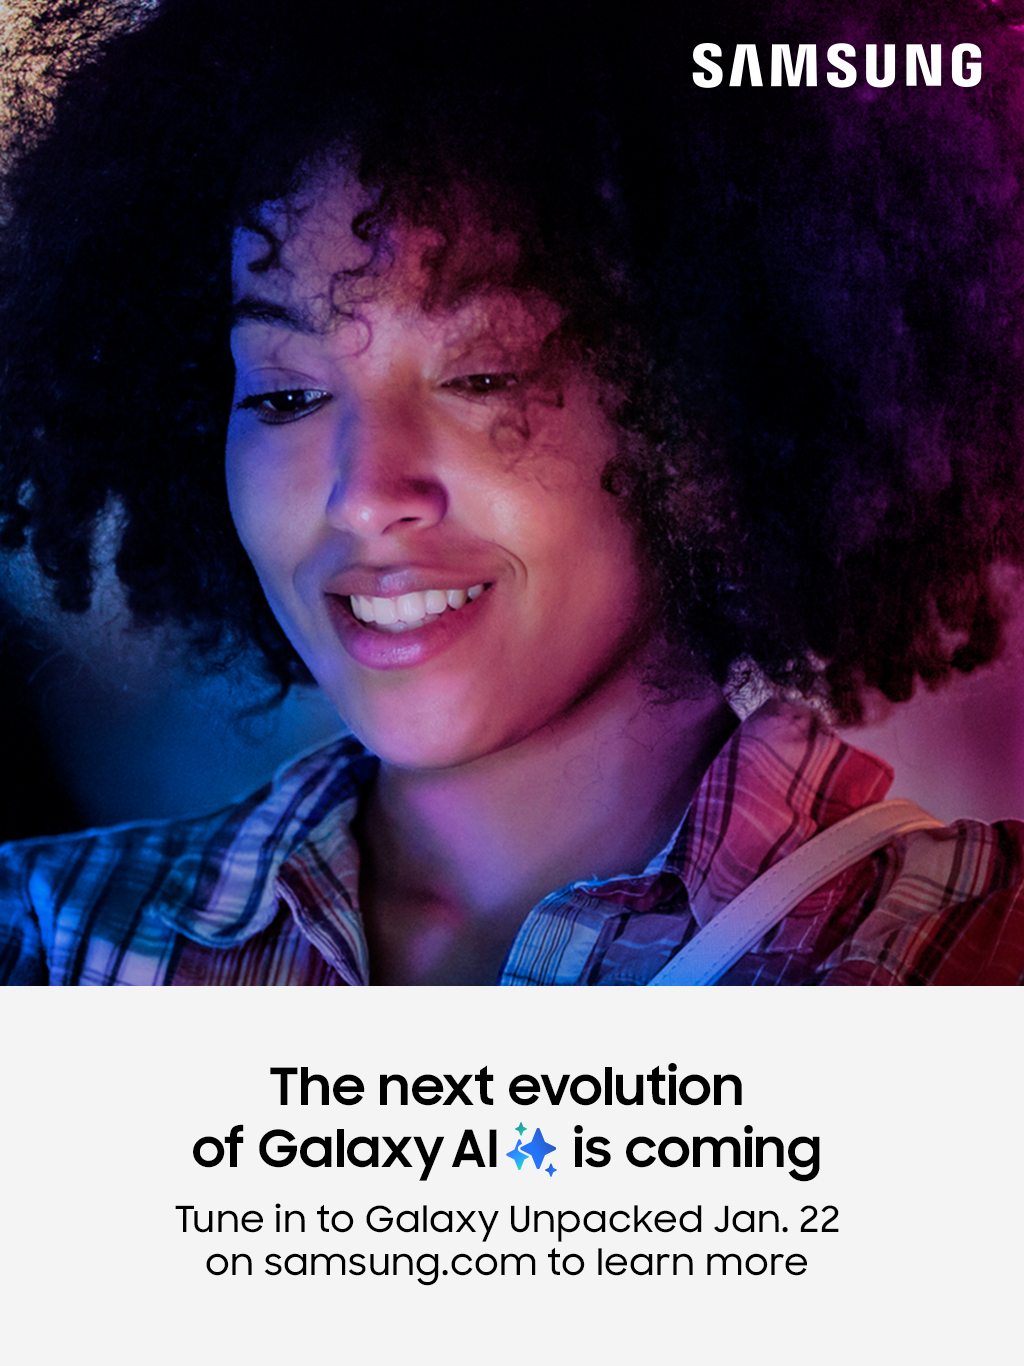 SAMSUNG
The next evolution
of Galaxy AI is coming
Tune in to Galaxy Unpacked Jan. 22
on samsung.com to learn more